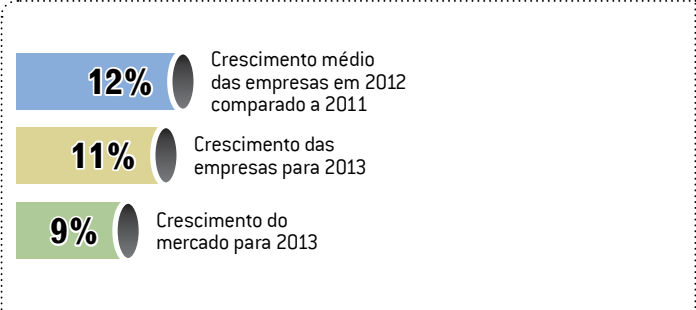 12%
Crescimento médio
das empresas em 2012
comparado a 2011
11%
Crescimento das
empresas para 2013
9%
Crescimento do
mercado para 2013